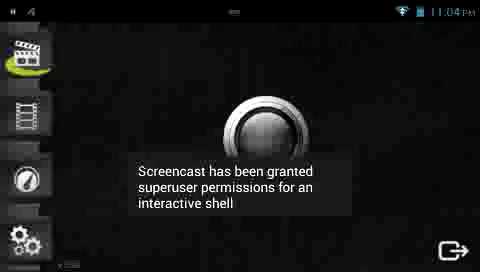 11:04 PM
Screencast has been granted
superuser permissions for an
interactive shell